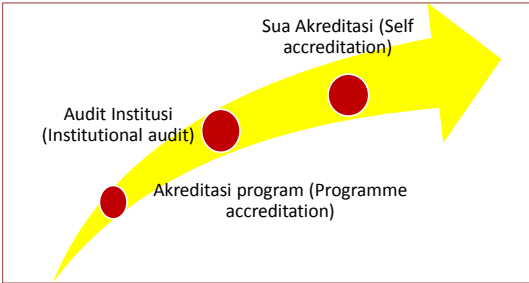 Sua Akreditasi (Self
accreditation)
Audit Institusi
(Institutional audit)
Akreditasi program (Programme
accreditation)